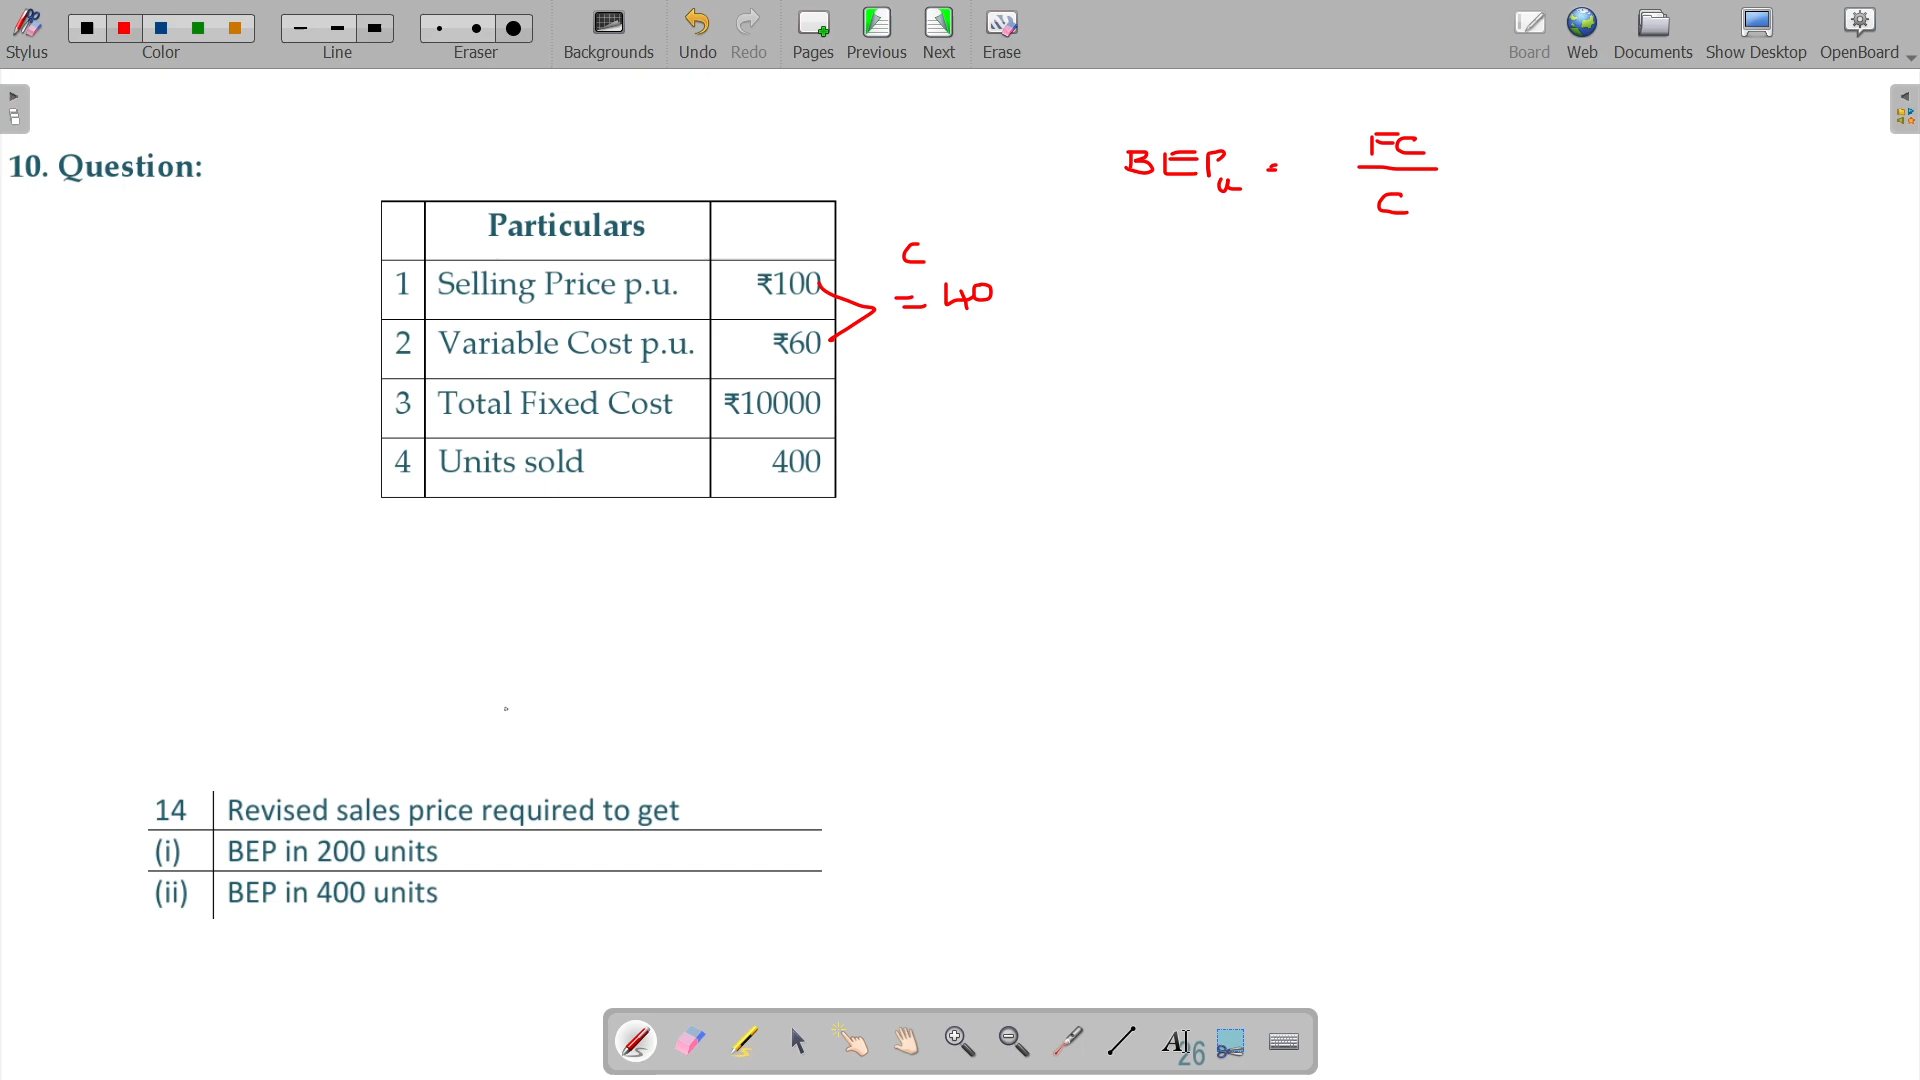 Stylus Color Line Eraser Backgrounds Undo Redo Pages Previous Next Erase Board Web Documents Show Desktop OpenBoard
10. Question:
BEPu = FC
C
Particulars
1 Selling Price p.u. ₹100
2 Variable Cost p.u. ₹60
3 Total Fixed Cost ₹10000
4 Units sold 400
C
= 40
14 Revised sales price required to get
(i) BEP in 200 units
(ii) BEP in 400 units
26